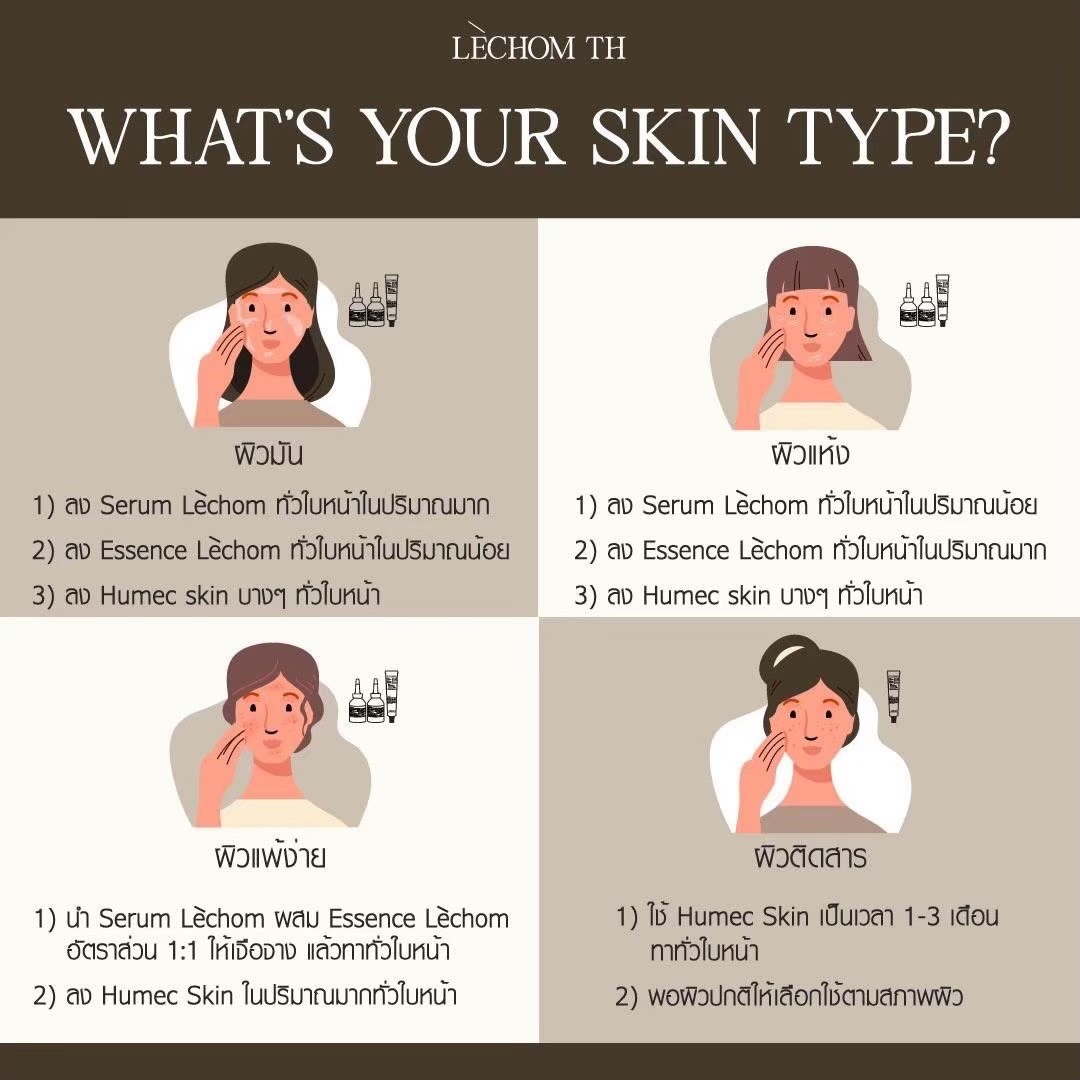 LÈCHOM TH
WHAT'S YOUR SKIN TYPE?
ผิวมัน
1) ลง Serum Lèchom ทั่วใบหน้าในปริมาณมาก
2) ลง Essence Lèchom ทั่วใบหน้าในปริมาณน้อย
3) ลง Humec skin บางๆ ทั่วใบหน้า
ผิวแห้ง
1) ลง Serum Lèchom ทั่วใบหน้าในปริมาณน้อย
2) ลง Essence Lèchom ทั่วใบหน้าในปริมาณมาก
3) ลง Humec skin บางๆ ทั่วใบหน้า
ผิวแพ้ง่าย
1) นำ Serum Lèchom ผสม Essence Lèchom
อัตราส่วน 1:1 ให้เจือจาง แล้วทาทั่วใบหน้า
2) ลง Humec Skin ในปริมาณมากทั่วใบหน้า
ผิวติดสาร
1) ใช้ Humec Skin เป็นเวลา 1-3 เดือน
ทาทั่วใบหน้า
2) พอผิวปกติให้เลือกใช้ตามสภาพผิว